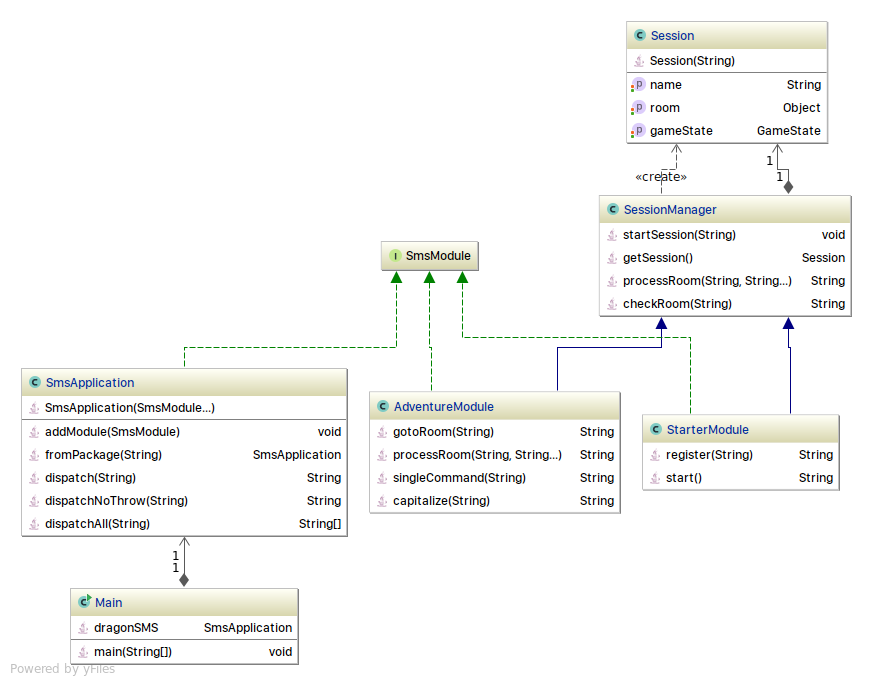 Session
Session(String)
name String
room Object
gameState GameState
1
«create»
1
SessionManager
startSession(String) void
getSession() Session
processRoom(String, String...) String
checkRoom(String) String
SmsModule
SmsApplication
SmsApplication(SmsModule...)
addModule(SmsModule) void
fromPackage(String) SmsApplication
dispatch(String) String
dispatchNoThrow(String) String
dispatchAll(String) String[]
AdventureModule
gotoRoom(String) String
processRoom(String, String...) String
singleCommand(String) String
capitalize(String) String
StarterModule
register(String) String
start() String
1
1
Main
dragonSMS SmsApplication
main(String[]) void
Powered by yFiles